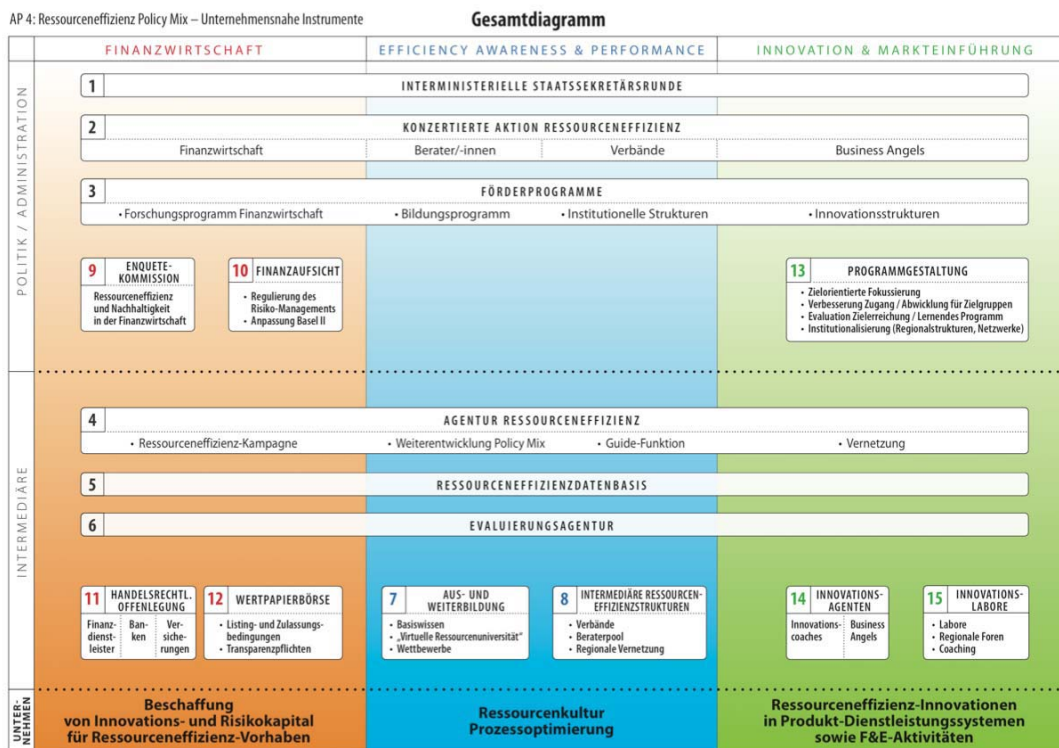 AP 4: Ressourceneffizienz Policy Mix – Unternehmensnahe Instrumente
Gesamtdiagramm
FINANZWIRTSCHAFT
EFFICIENCY AWARENESS & PERFORMANCE
INNOVATION & MARKTEINFÜHRUNG
POLITIK / ADMINISTRATION
1 INTERMINISTERIELLE STAATSSEKRETÄRSRUNDE
2 KONZERTIERTE AKTION RESSOURCENEFFIZIENZ
Finanzwirtschaft Berater/-innen Verbände Business Angels
3 FÖRDERPROGRAMME
• Forschungsprogramm Finanzwirtschaft • Bildungsprogramm • Institutionelle Strukturen • Innovationsstrukturen
9 ENQUETE-
KOMMISSION
Ressourceneffizienz
und Nachhaltigkeit
in der Finanzwirtschaft
10 FINANZAUFSICHT
• Regulierung des
Risiko-Managements
• Anpassung Basel II
13 PROGRAMMGESTALTUNG
• Zielorientierte Fokussierung
• Verbesserung Zugang / Abwicklung für Zielgruppen
• Evaluation Zielerreichung / Lernendes Programm
• Institutionalisierung (Regionalstrukturen, Netzwerke)
INTERMEDIÄRE
4 AGENTUR RESSOURCENEFFIZIENZ
• Ressourceneffizienz-Kampagne • Weiterentwicklung Policy Mix • Guide-Funktion • Vernetzung
5 RESSOURCENEFFIZIENZDATENBASIS
6 EVALUIERUNGSAGENTUR
11 HANDELSRECHTL.
OFFENLEGUNG
Finanz-
dienst-
leister
Ban-
ken
Ver-
siche-
rungen
12 WERTPAPIERBÖRSE
• Listing- und Zulassungs-
bedingungen
• Transparenzpflichten
7 AUS- UND
WEITERBILDUNG
• Basiswissen
• „Virtuelle Ressourcenuniversität“
• Wettbewerbe
8 INTERMEDIÄRE RESSOURCEN-
EFFIZIENZSTRUKTUREN
• Verbände
• Beraterpool
• Regionale Vernetzung
14 INNOVATIONS-
AGENTEN
Innovations-
coaches
Business
Angels
15 INNOVATIONS-
LABORE
• Labore
• Regionale Foren
• Coaching
UNTER-
NEHMEN
Beschaffung
von Innovations- und Risikokapital
für Ressourceneffizienz-Vorhaben
Ressourcenkultur
Prozessoptimierung
Ressourceneffizienz-Innovationen
in Produkt-Dienstleistungssystemen
sowie F&E-Aktivitäten